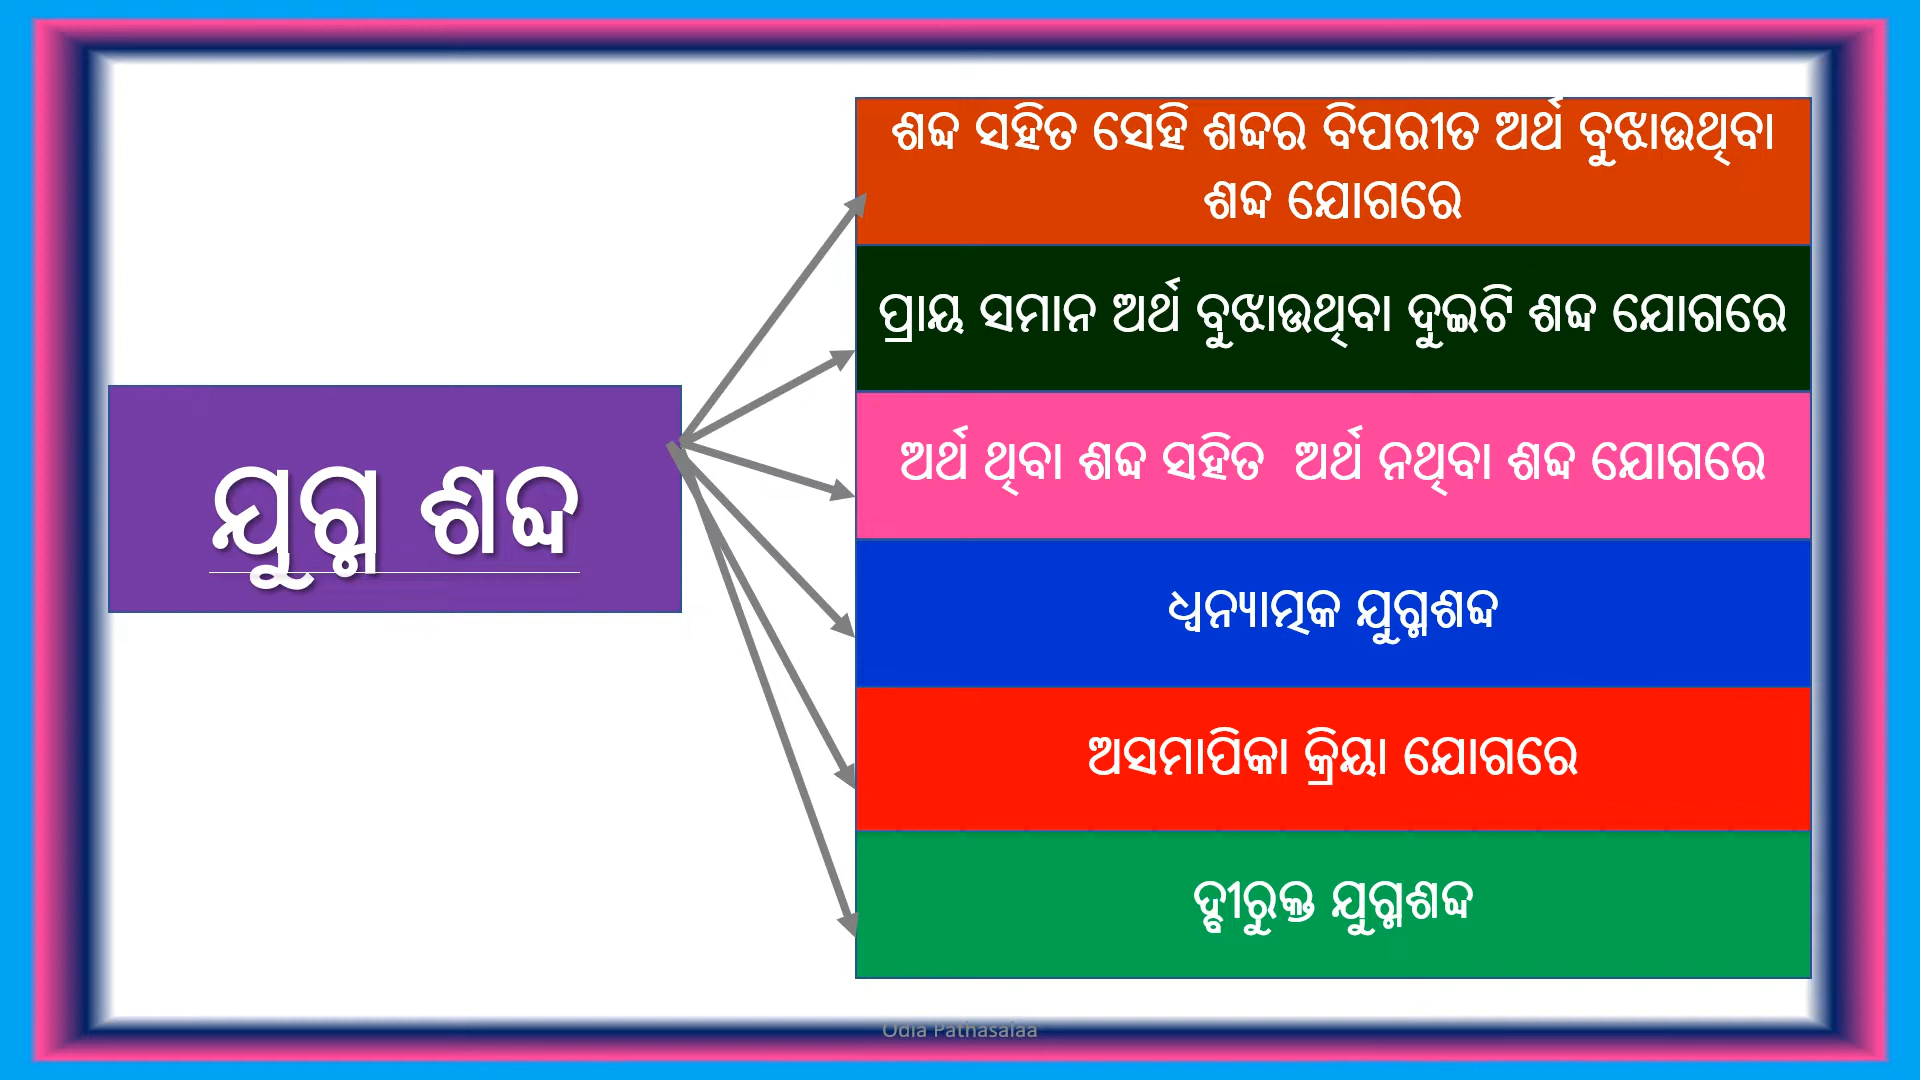 ଯୁଗ୍ମ ଶବ୍ଦ
ଶବ୍ଦ ସହିତ ସେହି ଶବ୍ଦର ବିପରୀତ ଅର୍ଥ ବୁଝାଉଥିବା
ଶବ୍ଦ ଯୋଗରେ
ପ୍ରାୟ ସମାନ ଅର୍ଥ ବୁଝାଉଥିବା ଦୁଇଟି ଶବ୍ଦ ଯୋଗରେ
ଅର୍ଥ ଥିବା ଶବ୍ଦ ସହିତ ଅର୍ଥ ନଥିବା ଶବ୍ଦ ଯୋଗରେ
ଧ୍ୱନ୍ୟାତ୍ମକ ଯୁଗ୍ମଶବ୍ଦ
ଅସମାପିକା କ୍ରିୟା ଯୋଗରେ
ଦ୍ବୀରୁକ୍ତ ଯୁଗ୍ମଶବ୍ଦ
Odia Pathasalaa